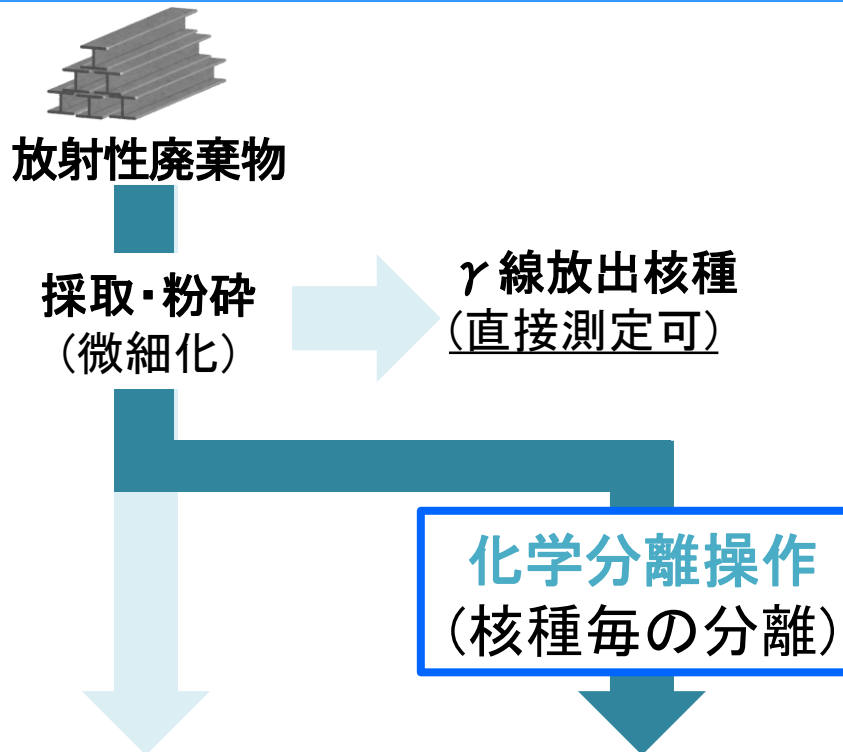 放射性廃棄物
採取・粉砕
(微細化)
γ線放出核種
(直接測定可)
化学分離操作
(核種毎の分離)